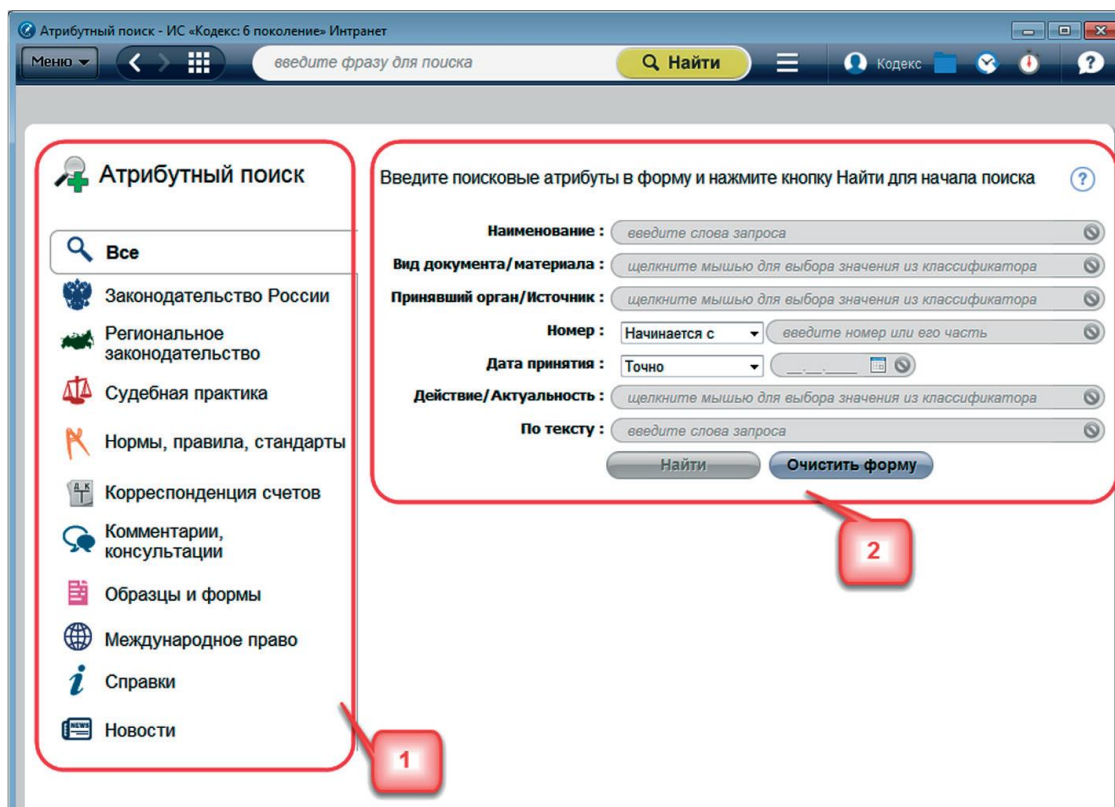 Атрибутный поиск - ИС «Кодекс: 6 поколение» Интранет
Меню
введите фразу для поиска
Найти
Кодекс
?
Атрибутный поиск
Все
Законодательство России
Региональное
законодательство
Судебная практика
Нормы, правила, стандарты
Д К
Корреспонденция счетов
Комментарии,
консультации
Образцы и формы
Международное право
i
Справки
NEWS
Новости
1
Введите поисковые атрибуты в форму и нажмите кнопку Найти для начала поиска ?
Наименование : введите слова запроса
Вид документа/материала : щелкните мышью для выбора значения из классификатора
Принявший орган/Источник : щелкните мышью для выбора значения из классификатора
Номер : Начинается с введите номер или его часть
Дата принятия : Точно __.__.____
Действие/Актуальность : щелкните мышью для выбора значения из классификатора
По тексту : введите слова запроса
Найти Очистить форму
2